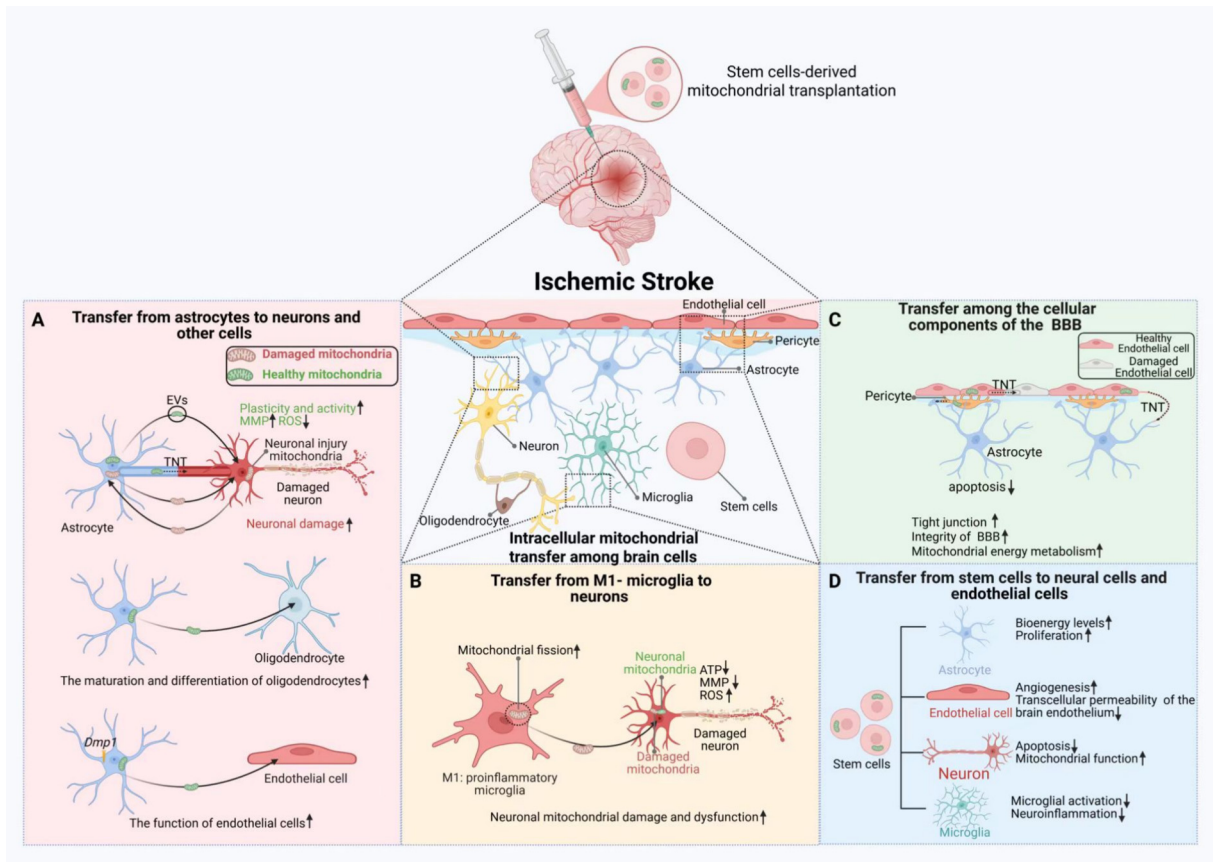 Stem cells-derived
mitochondrial transplantation
Ischemic Stroke
Endothelial cell
Pericyte
Astrocyte
Neuron
Microglia
Stem cells
Oligodendrocyte
Intracellular mitochondrial
transfer among brain cells
A
Transfer from astrocytes to neurons and
other cells
Damaged mitochondria
Healthy mitochondria
EVs
Plasticity and activity↑
MMP↑ ROS↓
Neuronal injury
mitochondria
TNT
Damaged
neuron
Astrocyte
Neuronal damage↑
Oligodendrocyte
The maturation and differentiation of oligodendrocytes↑
Dmp1
Endothelial cell
The function of endothelial cells↑
B
Transfer from M1- microglia to
neurons
Mitochondrial fission↑
Neuronal
mitochondria
ATP↓
MMP↓
ROS↑
Damaged
neuron
Damaged
mitochondria
M1: proinflammatory
microglia
Neuronal mitochondrial damage and dysfunction↑
C
Transfer among the cellular
components of the BBB
Healthy
Endothelial cell
Damaged
Endothelial cell
TNT
Pericyte
TNT
Astrocyte
apoptosis↓
Tight junction ↑
Integrity of BBB↑
Mitochondrial energy metabolism↑
D
Transfer from stem cells to neural cells and
endothelial cells
Bioenergy levels↑
Proliferation↑
Astrocyte
Angiogenesis↑
Transcellular permeability of the
brain endothelium↓
Endothelial cell
Stem cells
Apoptosis↓
Mitochondrial function↑
Neuron
Microglial activation↓
Neuroinflammation↓
Microglia